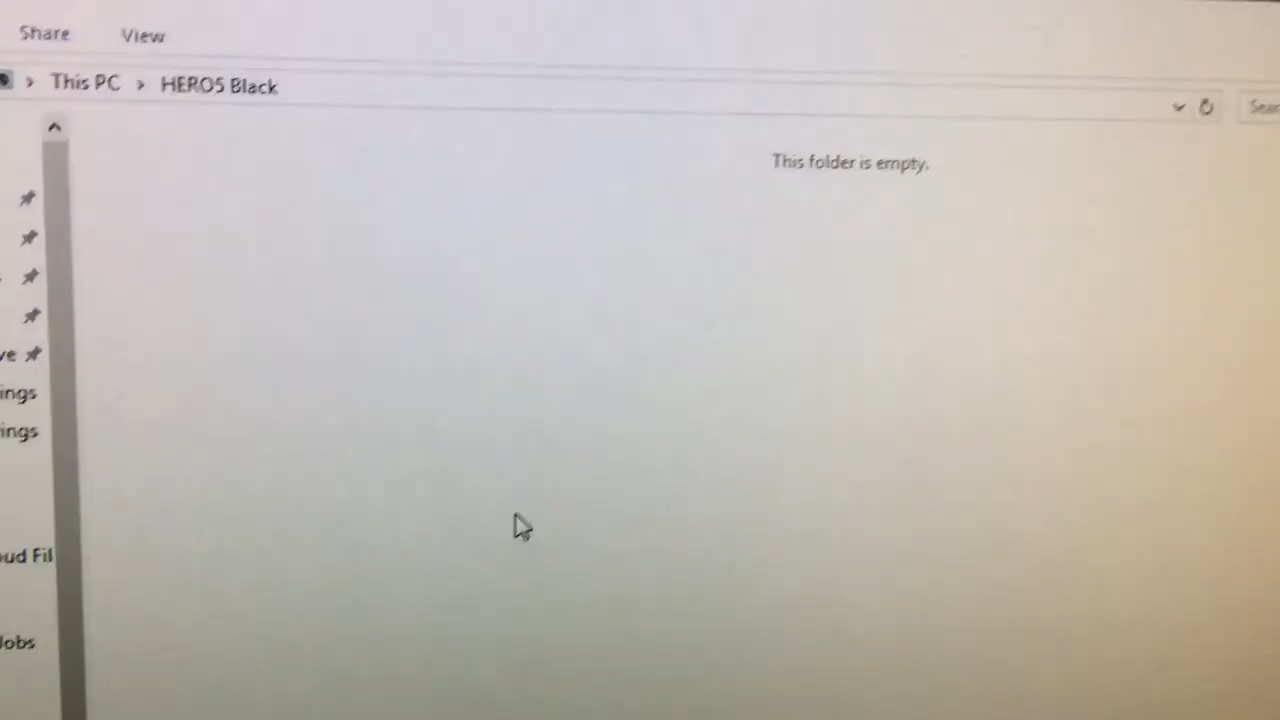 Share View
This PC > HERO5 Black
This folder is empty.
ings
ings
Jobs